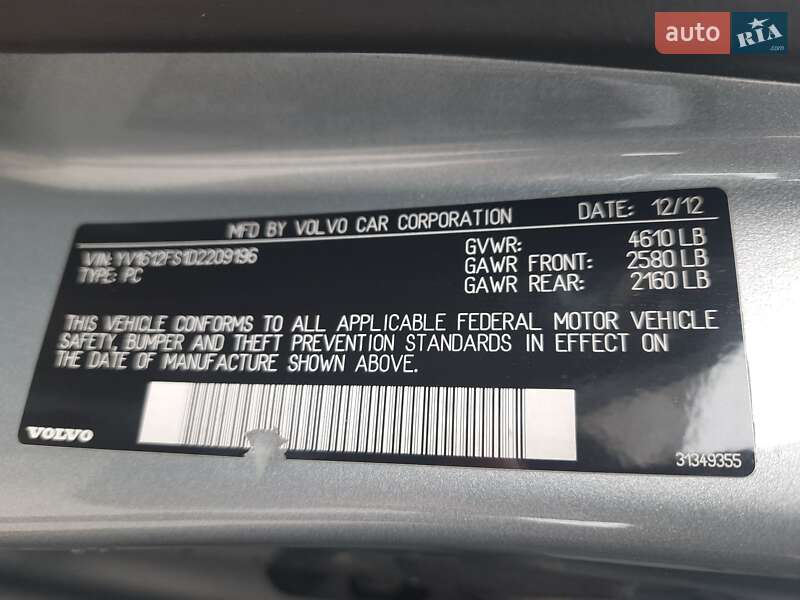 auto RIA .com
MFD BY VOLVO CAR CORPORATION DATE: 12/12
VIN: YV1612FS1D2209196 GVWR: 4610 LB
TYPE: PC GAWR FRONT: 2580 LB
GAWR REAR: 2160 LB
THIS VEHICLE CONFORMS TO ALL APPLICABLE FEDERAL MOTOR VEHICLE
SAFETY, BUMPER AND THEFT PREVENTION STANDARDS IN EFFECT ON
THE DATE OF MANUFACTURE SHOWN ABOVE.
VOLVO 31349355